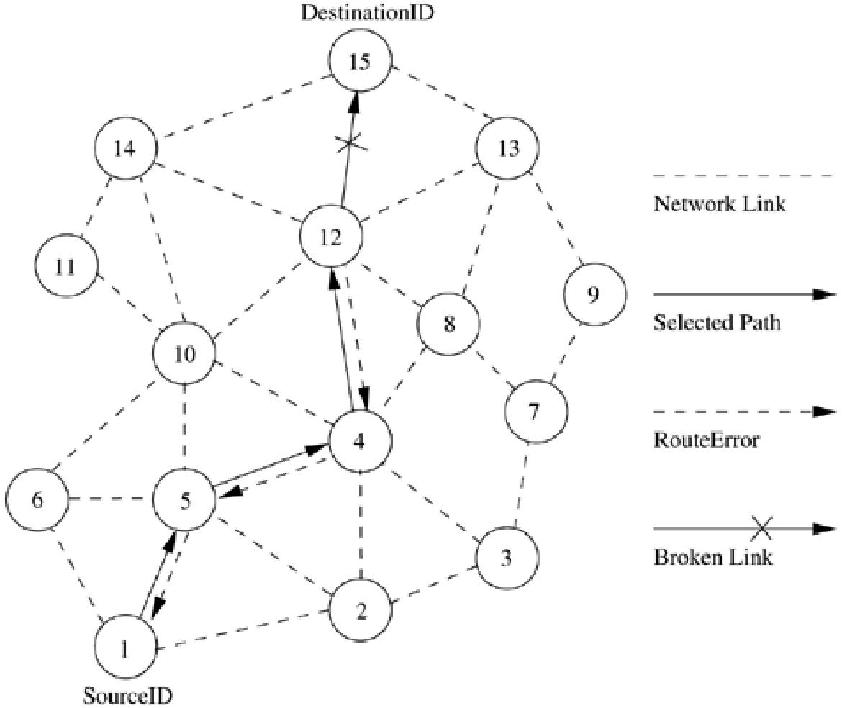 DestinationID
15
14
13
Network Link
12
11
9
8
Selected Path
10
7
4
RouteError
6
5
3
Broken Link
2
1
SourceID